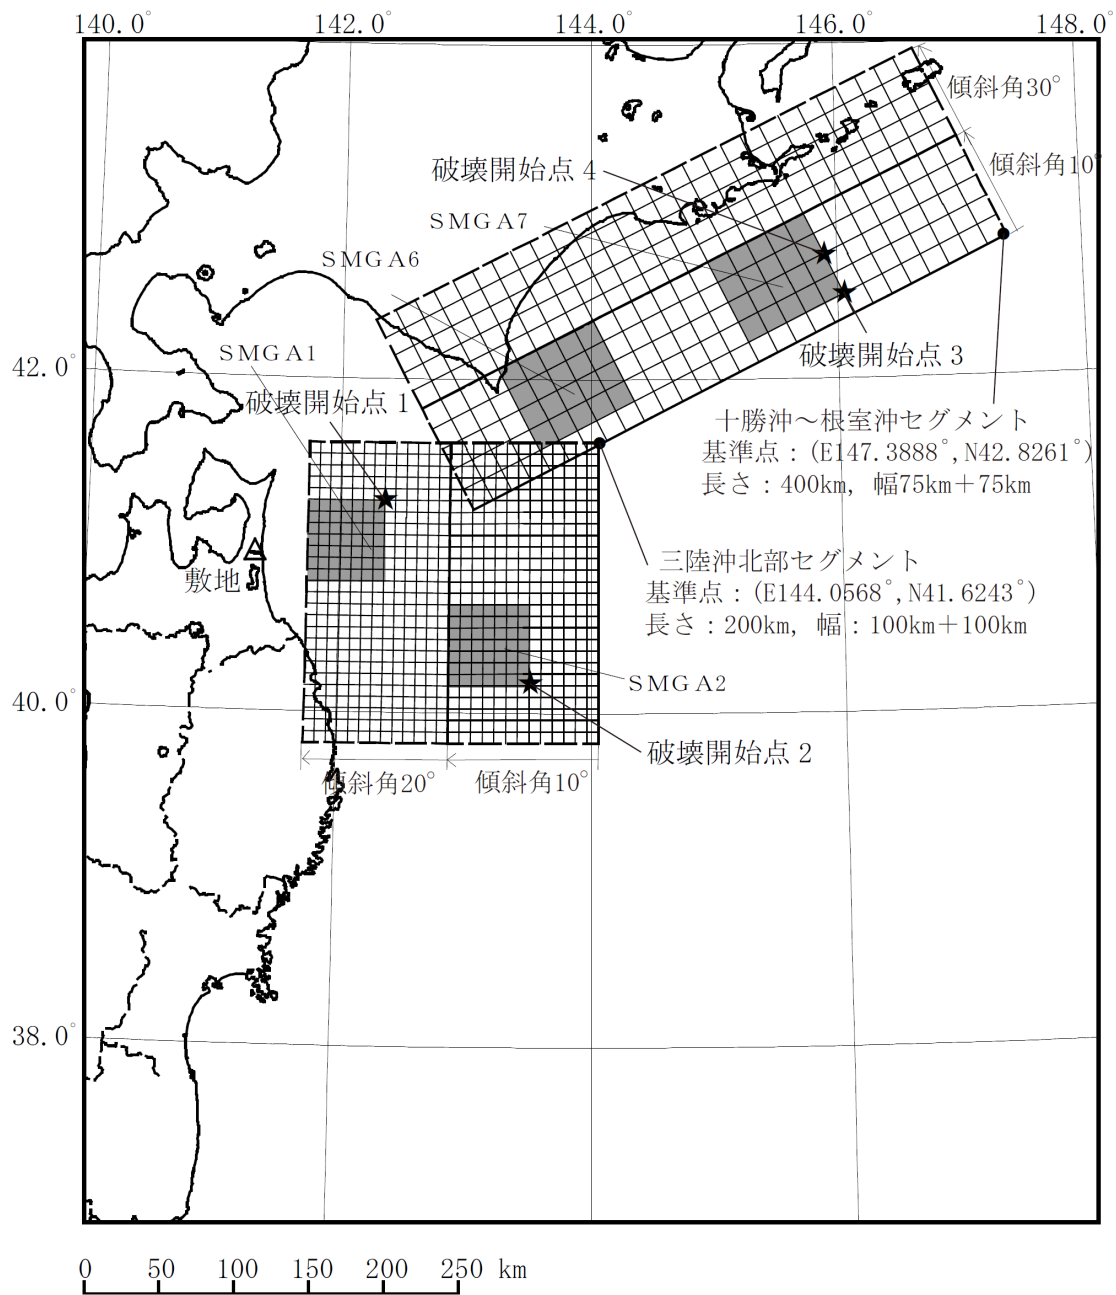 140.0°
142.0°
144.0°
146.0°
148.0°
傾斜角30°
破壊開始点4
傾斜角10°
SMGA7
SMGA6
SMGA1
破壊開始点3
42.0°
破壊開始点1
十勝沖～根室沖セグメント
基準点：(E147.3888°,N42.8261°)
長さ：400km, 幅75km＋75km
三陸沖北部セグメント
敷地
基準点：(E144.0568°,N41.6243°)
長さ：200km, 幅：100km＋100km
SMGA2
40.0°
破壊開始点2
傾斜角20°
傾斜角10°
38.0°
0 50 100 150 200 250 km